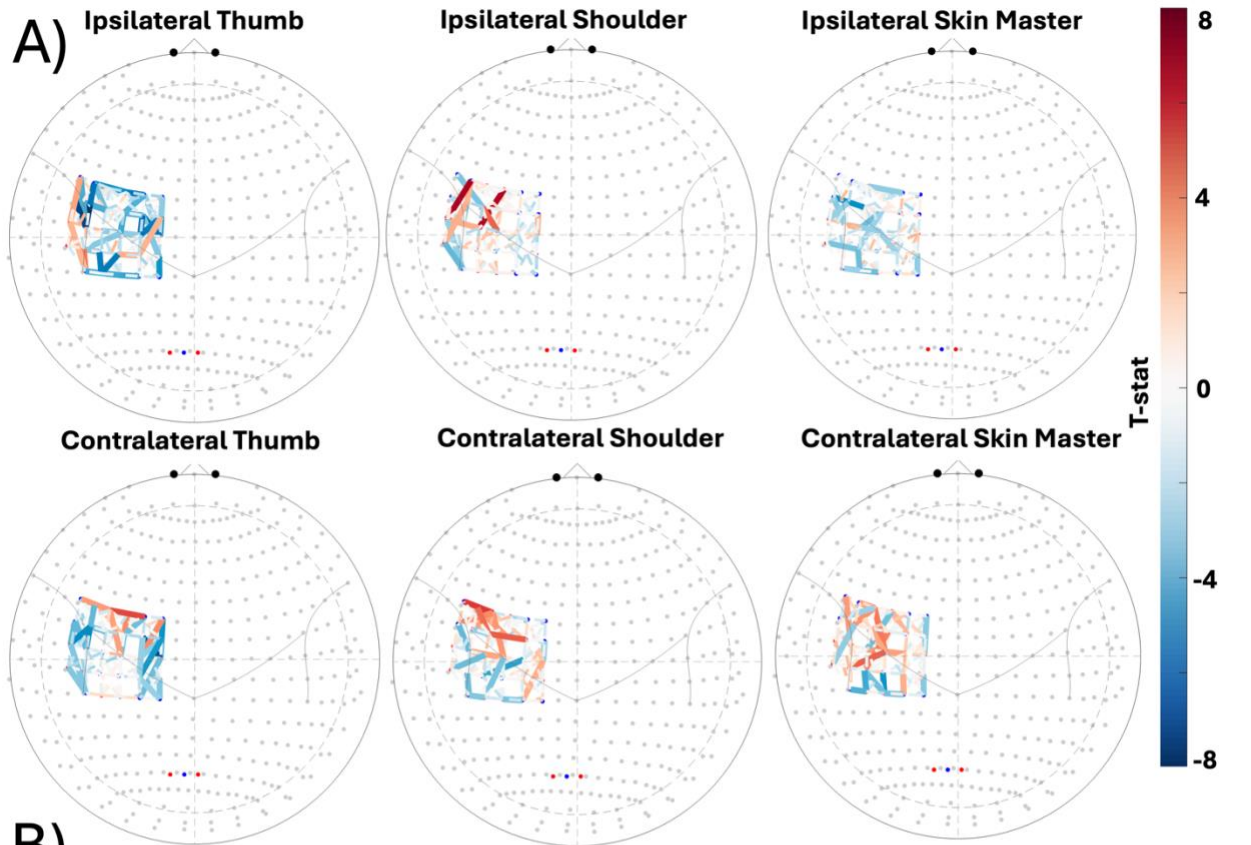 A)
Ipsilateral Thumb
Ipsilateral Shoulder
Ipsilateral Skin Master
8
4
0
-4
-8
T-stat
Contralateral Thumb
Contralateral Shoulder
Contralateral Skin Master
B)